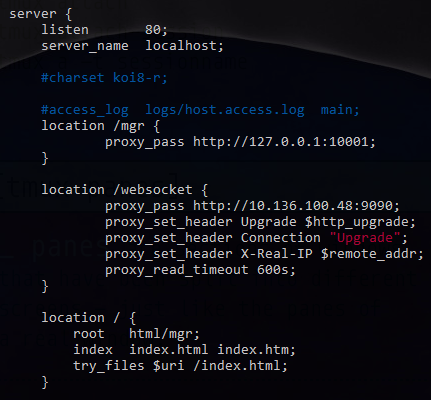 server {
    listen       80;
    server_name  localhost;

    #charset koi8-r;

    #access_log  logs/host.access.log  main;
    location /mgr {
            proxy_pass http://127.0.0.1:10001;
    }

    location /websocket {
            proxy_pass http://10.136.100.48:9090;
            proxy_set_header Upgrade $http_upgrade;
            proxy_set_header Connection "Upgrade";
            proxy_set_header X-Real-IP $remote_addr;
            proxy_read_timeout 600s;
    }

    location / {
        root   html/mgr;
        index  index.html index.htm;
        try_files $uri /index.html;
    }